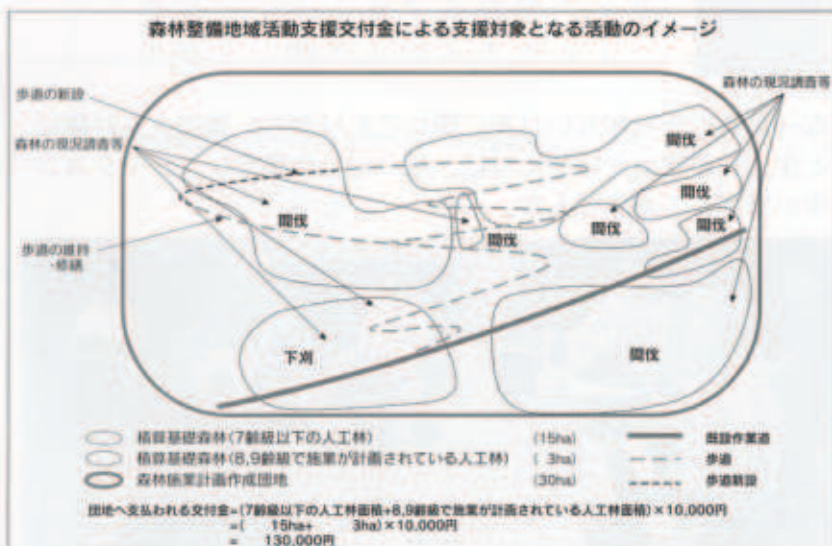 森林整備地域活動支援交付金による支援対象となる活動のイメージ
歩道の新設
森林の現況調査等
歩道の維持
・修繕
森林の現況調査等
間伐
間伐
間伐
間伐
間伐
間伐
下刈
間伐
積算基礎森林(7齢級以下の人工林) (15ha) 既設作業道
積算基礎森林(8,9齢級で施業が計画されている人工林) ( 3ha) 歩道
森林施業計画作成団地 (30ha) 歩道新設
団地へ支払われる交付金=(7齢級以下の人工林面積+8,9齢級で施業が計画されている人工林面積)×10,000円
=( 15ha+ 3ha)×10,000円
= 130,000円